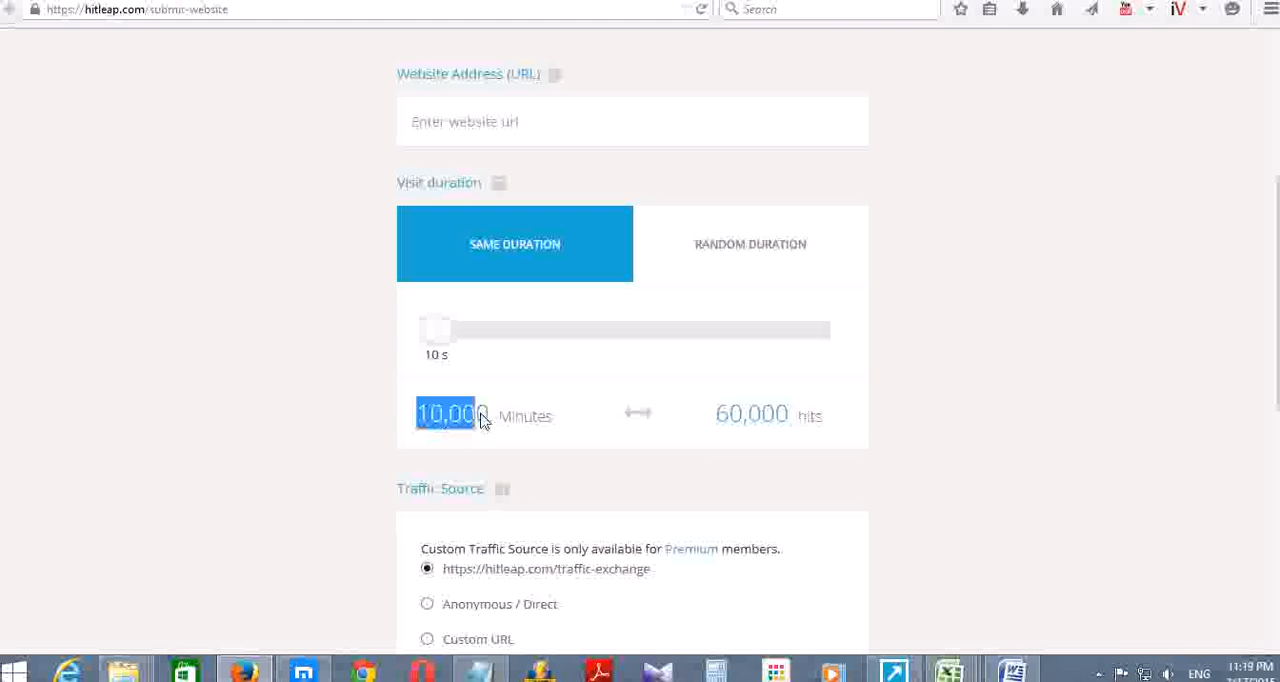 https://hitleap.com/submit-website
Search
Website Address (URL)
Enter website url
Visit duration
SAME DURATION
RANDOM DURATION
10 s
10,000 Minutes
60,000 hits
Traffic Source
Custom Traffic Source is only available for Premium members.
https://hitleap.com/traffic-exchange
Anonymous / Direct
Custom URL
ENG
11:19 PM